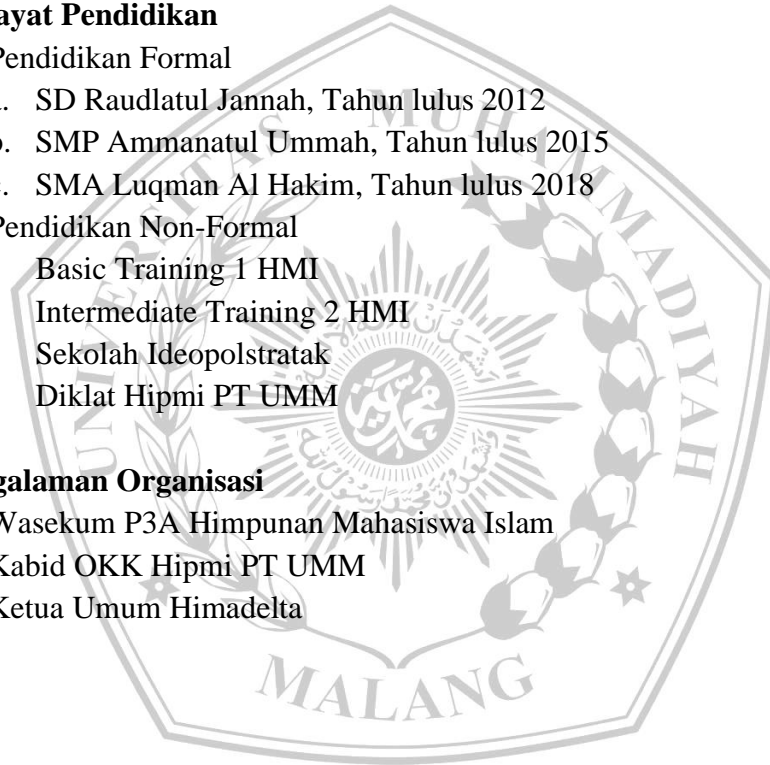 ayat Pendidikan
Pendidikan Formal
SD Raudlatul Jannah, Tahun lulus 2012
SMP Ammanatul Ummah, Tahun lulus 2015
SMA Luqman Al Hakim, Tahun lulus 2018
Pendidikan Non-Formal
Basic Training 1 HMI
Intermediate Training 2 HMI
Sekolah Ideopolstratak
Diklat Hipmi PT UMM
galaman Organisasi
Wasekum P3A Himpunan Mahasiswa Islam
Kabid OKK Hipmi PT UMM
Ketua Umum Himadelta
UNIVERSITAS MUHAMMADIYAH
MALANG